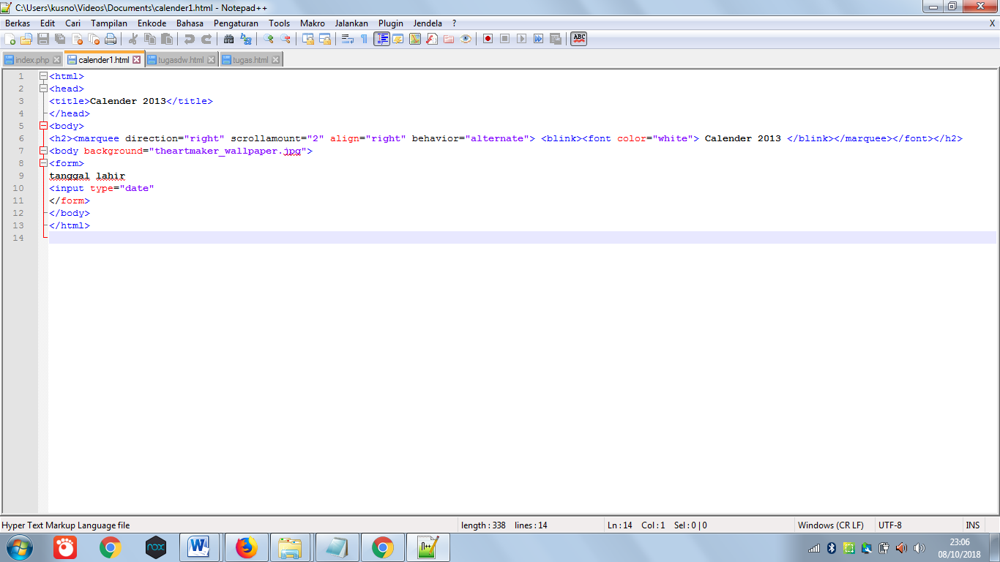 C:\Users\kusno\Videos\Documents\calender1.html - Notepad++
Berkas Edit Cari Tampilan Enkode Bahasa Pengaturan Tools Makro Jalankan Plugin Jendela ? X
ABC
index.php calender1.html tugasdw.html tugas.html
1 <html>
2 <head>
3 <title>Calender 2013</title>
4 </head>
5 <body>
6 <h2><marquee direction="right" scrollamount="2" align="right" behavior="alternate"> <blink><font color="white"> Calender 2013 </blink></marquee></font></h2>
7 <body background="theartmaker_wallpaper.jpg">
8 <form>
9 tanggal lahir
10 <input type="date"
11 </form>
12 </body>
13 </html>
14
Hyper Text Markup Language file length : 338 lines : 14 Ln : 14 Col : 1 Sel : 0 | 0 Windows (CR LF) UTF-8 INS
nox W n++ 23:06
08/10/2018